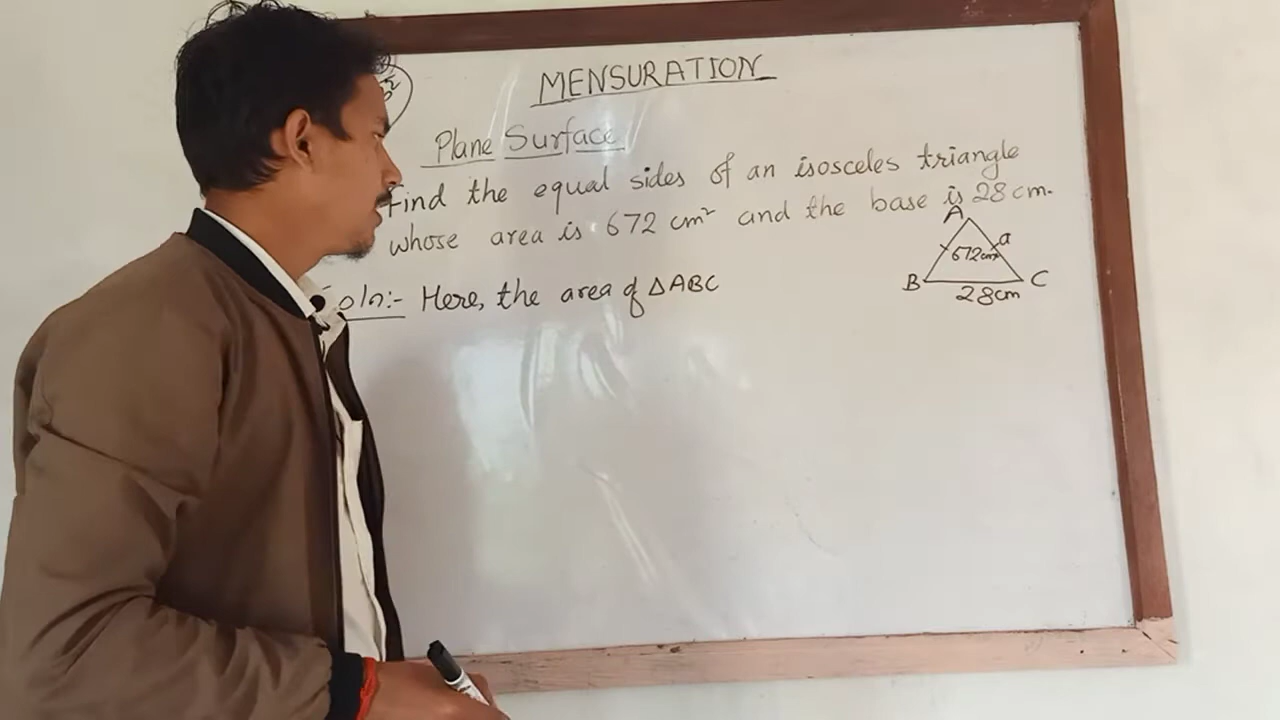 MENSURATION
Plane Surface
Find the equal sides of an isosceles triangle
whose area is 672 cm² and the base is 28 cm.
A
a
672cm²
B C
28cm
Soln:- Here, the area of ΔABC